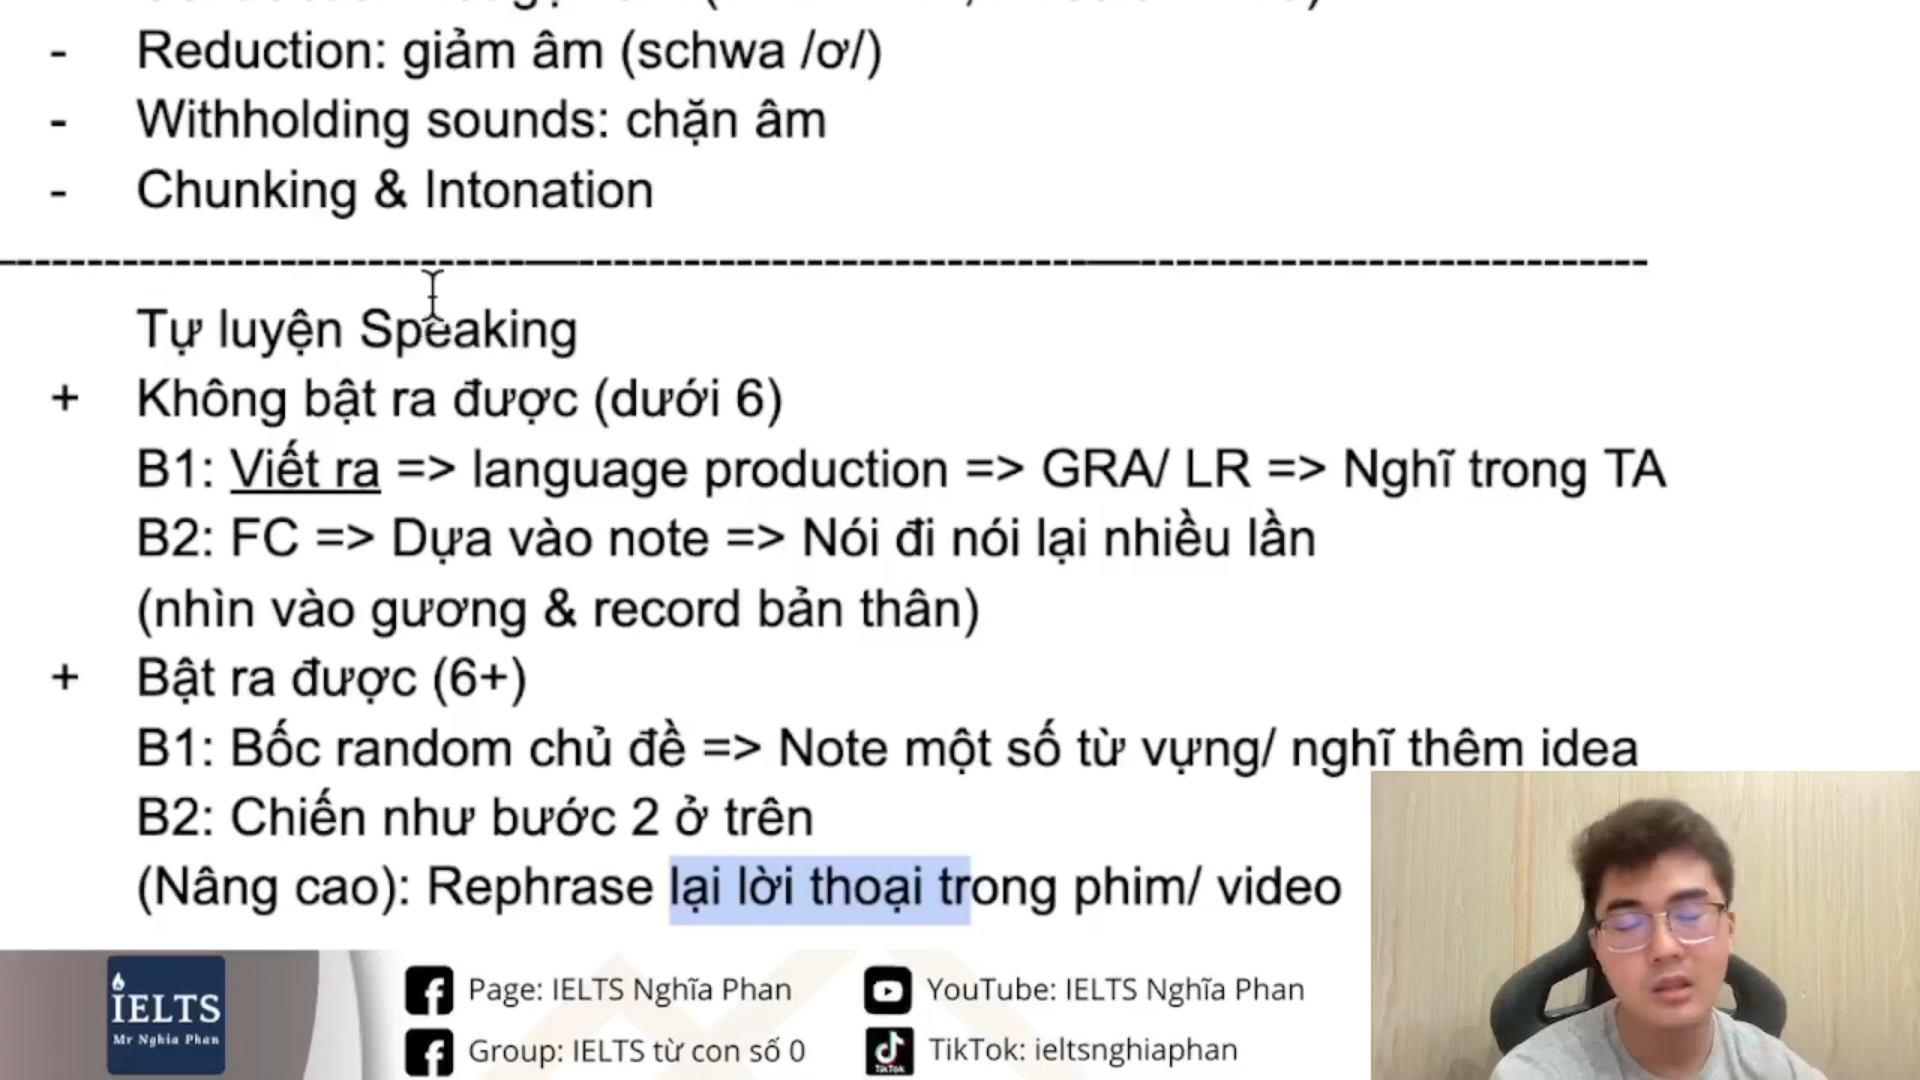 - Reduction: giảm âm (schwa /ơ/)
- Withholding sounds: chặn âm
- Chunking & Intonation
Tự luyện Speaking
+ Không bật ra được (dưới 6)
B1: Viết ra => language production => GRA/ LR => Nghĩ trong TA
B2: FC => Dựa vào note => Nói đi nói lại nhiều lần
(nhìn vào gương & record bản thân)
+ Bật ra được (6+)
B1: Bốc random chủ đề => Note một số từ vựng/ nghĩ thêm idea
B2: Chiến như bước 2 ở trên
(Nâng cao): Rephrase lại lời thoại trong phim/ video
IELTS
Mr Nghia Phan
Page: IELTS Nghĩa Phan
Group: IELTS từ con số 0
YouTube: IELTS Nghĩa Phan
TikTok
TikTok: ieltsnghiaphan